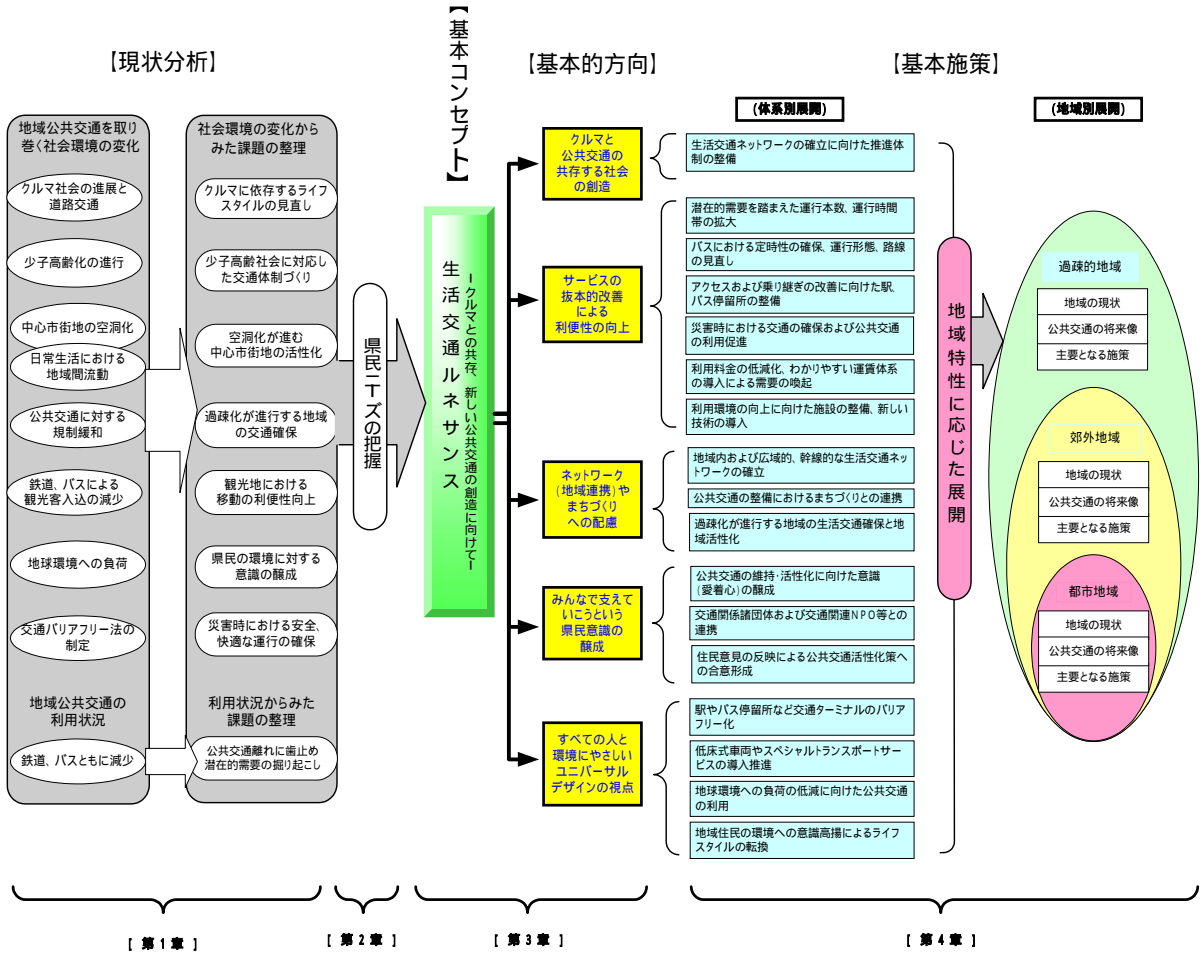 【現状分析】
【基本コンセプト】
【基本的方向】
【基本施策】
(体系別展開)
(地域別展開)
地域公共交通を取り
巻く社会環境の変化
クルマ社会の進展と
道路交通
少子高齢化の進行
中心市街地の空洞化
日常生活における
地域間流動
公共交通に対する
規制緩和
鉄道、バスによる
観光客入込の減少
地球環境への負荷
交通バリアフリー法の
制定
地域公共交通の
利用状況
鉄道、バスともに減少
社会環境の変化から
みた課題の整理
クルマに依存するライフ
スタイルの見直し
少子高齢社会に対応し
た交通体制づくり
空洞化が進む
中心市街地の活性化
過疎化が進行する地域
の交通確保
観光地における
移動の利便性向上
県民の環境に対する
意識の醸成
災害時における安全、
快適な運行の確保
利用状況からみた
課題の整理
公共交通離れに歯止め
潜在的需要の掘り起こし
県民ニーズの把握
生活交通ルネサンス
ークルマとの共存、新しい公共交通の創造に向けてー
クルマと
公共交通の
共存する社会
の創造
サービスの
抜本的改善
による
利便性の向上
ネットワーク
(地域連携)や
まちづくり
への配慮
みんなで支えて
いこうという
県民意識の
醸成
すべての人と
環境にやさしい
ユニバーサル
デザインの視点
生活交通ネットワークの確立に向けた推進体
制の整備
潜在的需要を踏まえた運行本数、運行時間
帯の拡大
バスにおける定時性の確保、運行形態、路線
の見直し
アクセスおよび乗り継ぎの改善に向けた駅、
バス停留所の整備
災害時における交通の確保および公共交通
の利用促進
利用料金の低減化、わかりやすい運賃体系
の導入による需要の喚起
利用環境の向上に向けた施設の整備、新しい
技術の導入
地域内および広域的、幹線的な生活交通ネッ
トワークの確立
公共交通の整備におけるまちづくりとの連携
過疎化が進行する地域の生活交通確保と地
域活性化
公共交通の維持・活性化に向けた意識
(愛着心)の醸成
交通関係諸団体および交通関連NPO等との
連携
住民意見の反映による公共交通活性化策へ
の合意形成
駅やバス停留所など交通ターミナルのバリア
フリー化
低床式車両やスペシャルトランスポートサー
ビスの導入推進
地球環境への負荷の低減に向けた公共交通
の利用
地域住民の環境への意識高揚によるライフ
スタイルの転換
地域特性に応じた展開
過疎的地域
地域の現状
公共交通の将来像
主要となる施策
郊外地域
地域の現状
公共交通の将来像
主要となる施策
都市地域
地域の現状
公共交通の将来像
主要となる施策
[ 第1章 ]
[ 第2章 ]
[ 第3章 ]
[ 第4章 ]